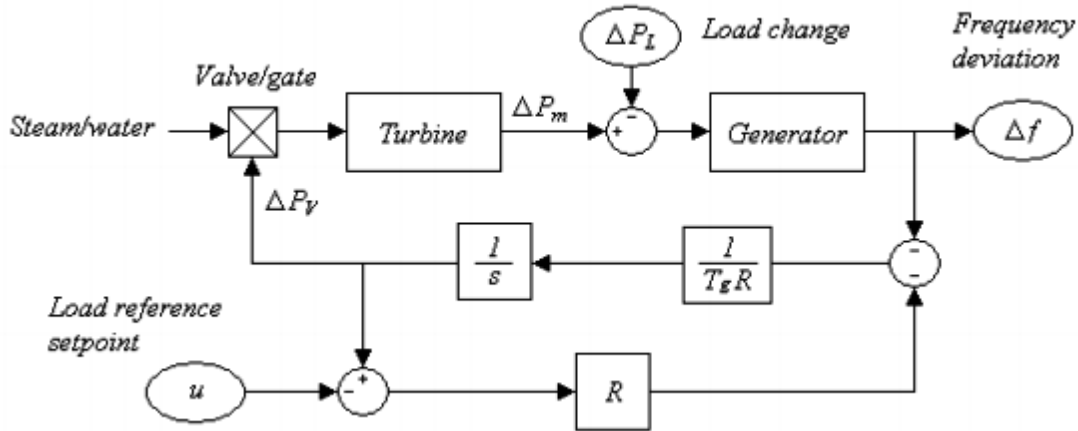 ΔP_L
Load change
Frequency
deviation
Valve/gate
Steam/water
Turbine
ΔP_m
+
-
Generator
Δf
ΔP_V
1
s
1
T_g R
-
-
Load reference
setpoint
u
-
+
R